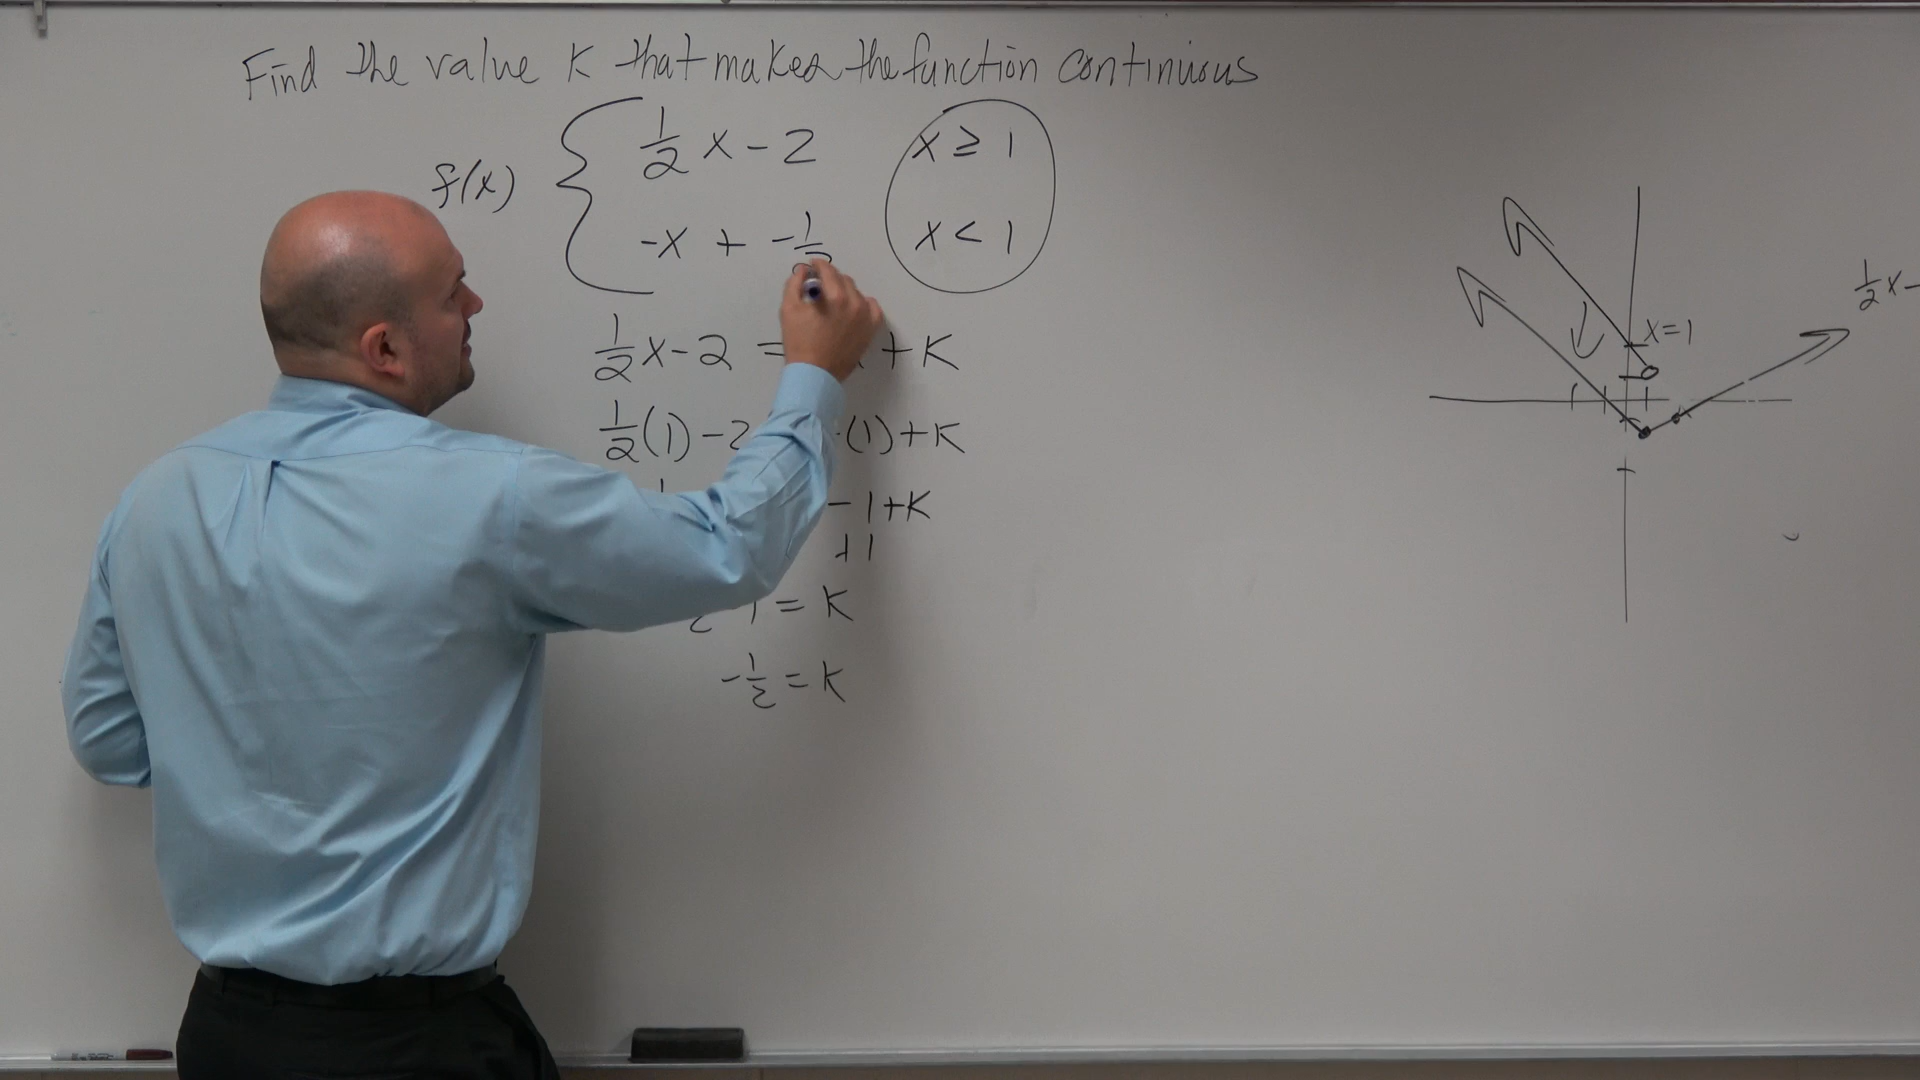 Find the value K that makes the function continuous
f(x) { 1/2 x - 2 x ≥ 1
-x + -1/2 x < 1
1/2 x - 2 = + K
1/2 (1) - 2 -(1) + K
-1 + K
+1
-1 = K
-1/2 = K
x=1
1/2 x -